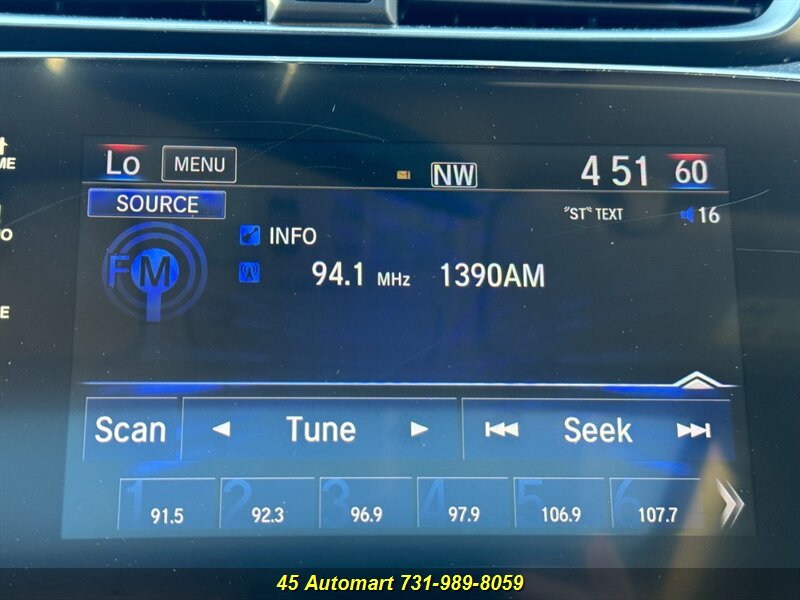 Lo MENU NW 4 51 60
SOURCE "ST" TEXT 16
INFO
FM
94.1 MHz 1390AM
Scan Tune Seek
1 91.5 2 92.3 3 96.9 4 97.9 5 106.9 6 107.7
45 Automart 731-989-8059